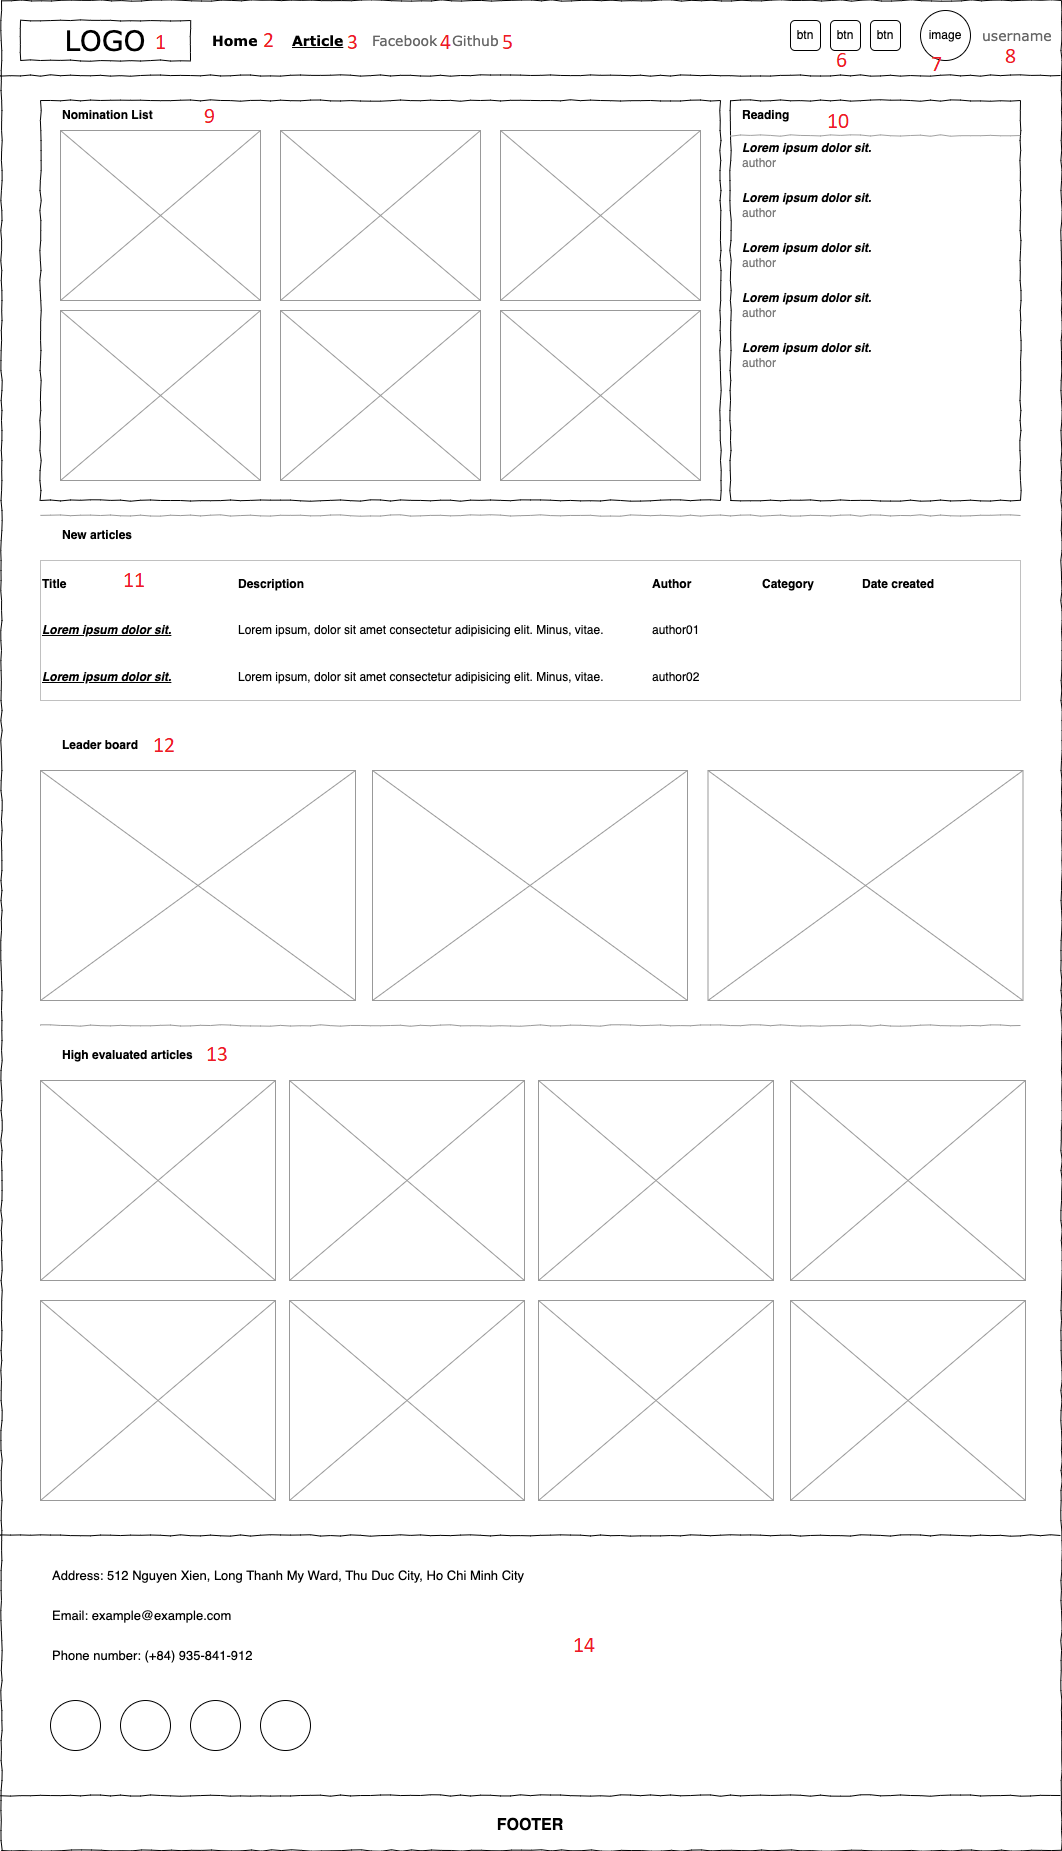 LOGO 1 Home 2 Article 3 Facebook 4 Github 5 btn btn btn image username
6 7 8
Nomination List 9
Reading 10
Lorem ipsum dolor sit.
author
Lorem ipsum dolor sit.
author
Lorem ipsum dolor sit.
author
Lorem ipsum dolor sit.
author
Lorem ipsum dolor sit.
author
New articles
Title 11 Description Author Category Date created
Lorem ipsum dolor sit. Lorem ipsum, dolor sit amet consectetur adipisicing elit. Minus, vitae. author01
Lorem ipsum dolor sit. Lorem ipsum, dolor sit amet consectetur adipisicing elit. Minus, vitae. author02
Leader board 12
High evaluated articles 13
Address: 512 Nguyen Xien, Long Thanh My Ward, Thu Duc City, Ho Chi Minh City
Email: example@example.com
Phone number: (+84) 935-841-912
14
FOOTER